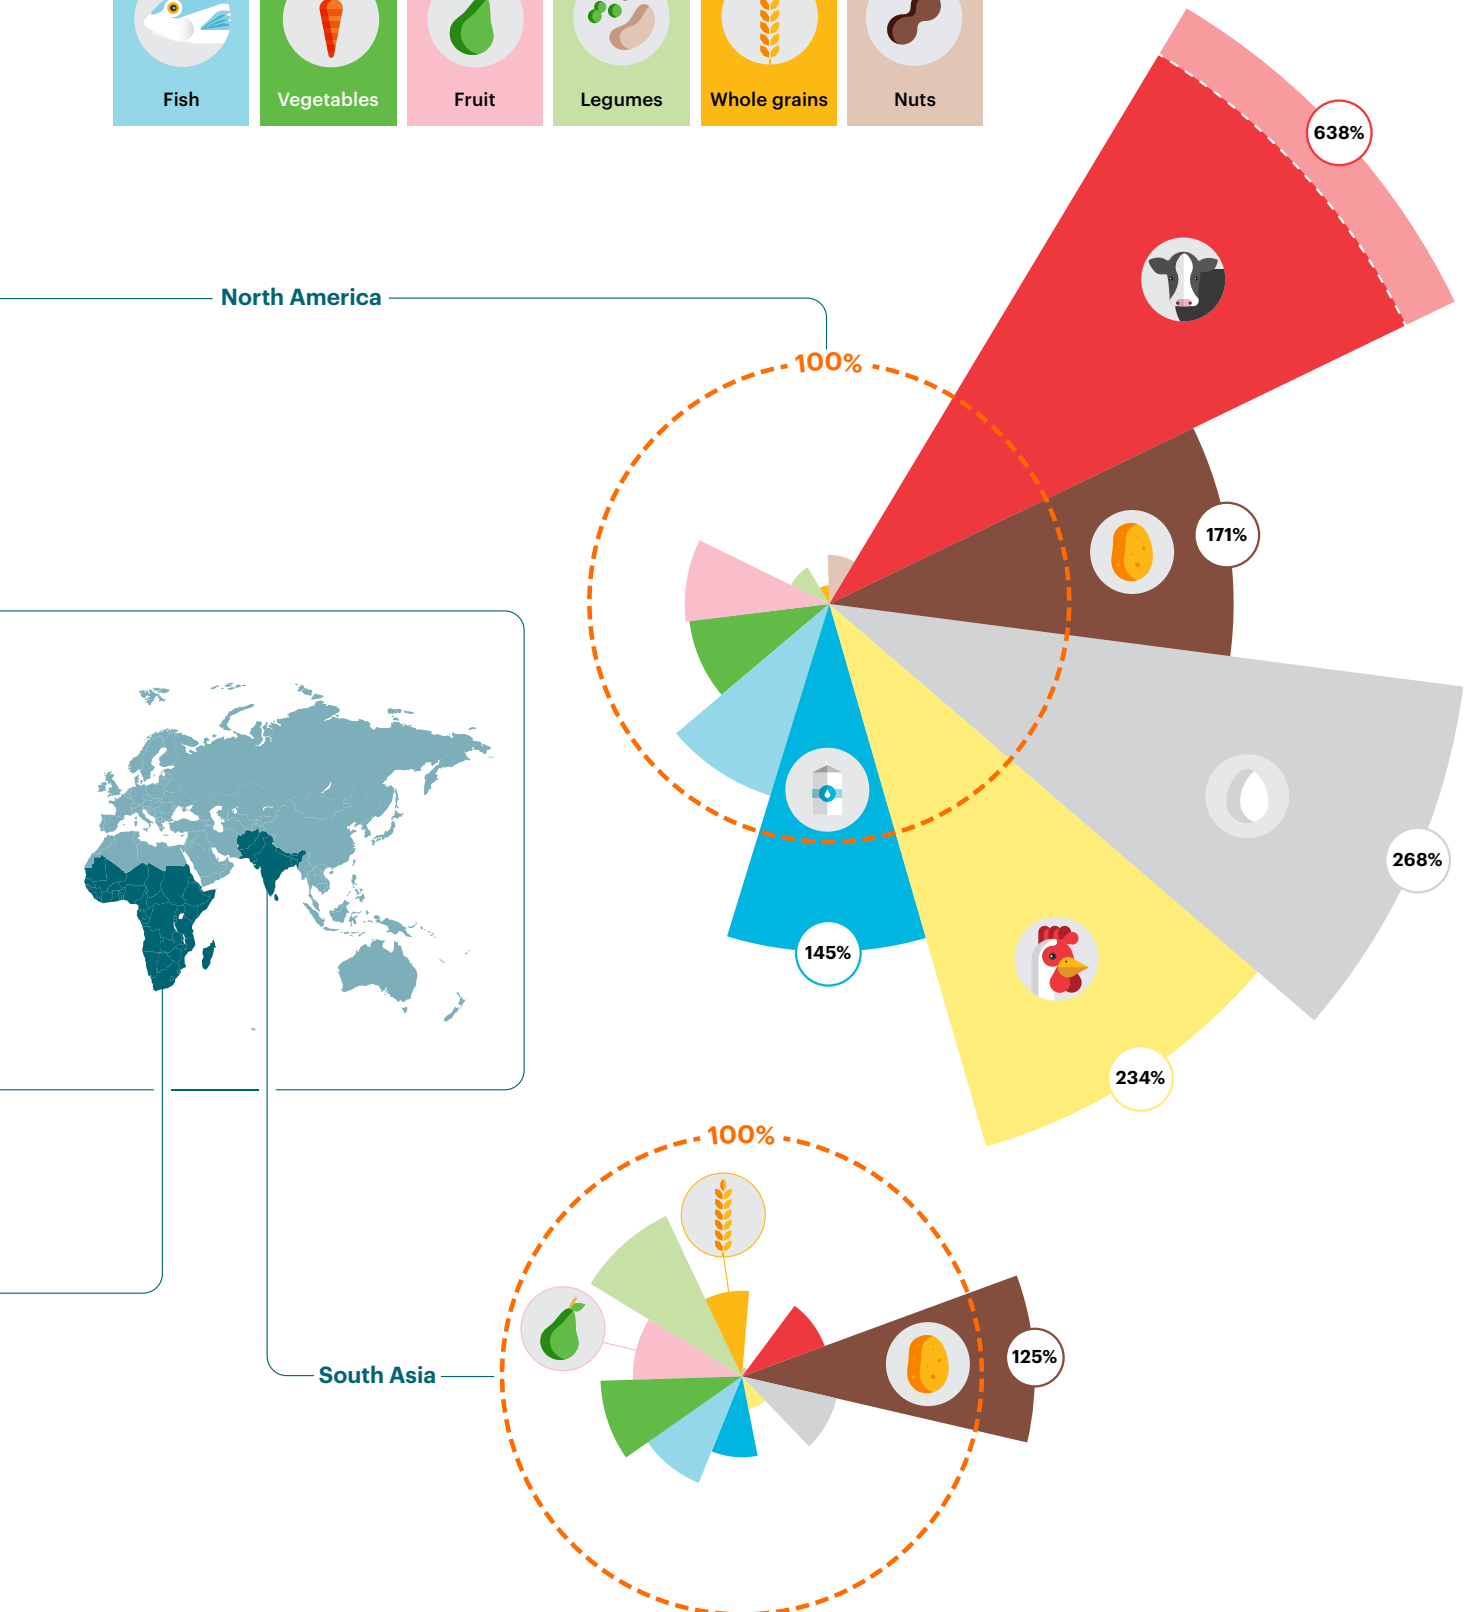 Fish
Vegetables
Fruit
Legumes
Whole grains
Nuts
638%
North America
100%
171%
268%
145%
234%
100%
125%
South Asia